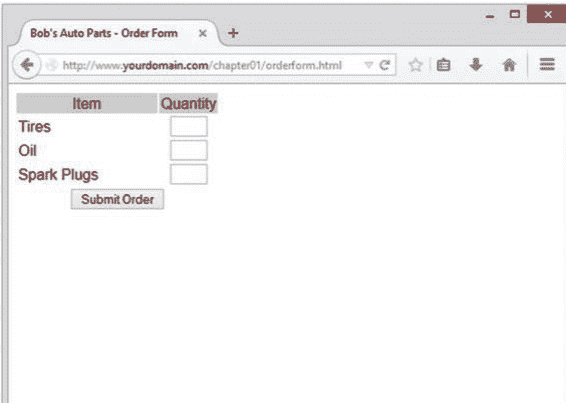 Bob's Auto Parts - Order Form
http://www.yourdomain.com/chapter01/orderform.html
Item Quantity
Tires
Oil
Spark Plugs
Submit Order